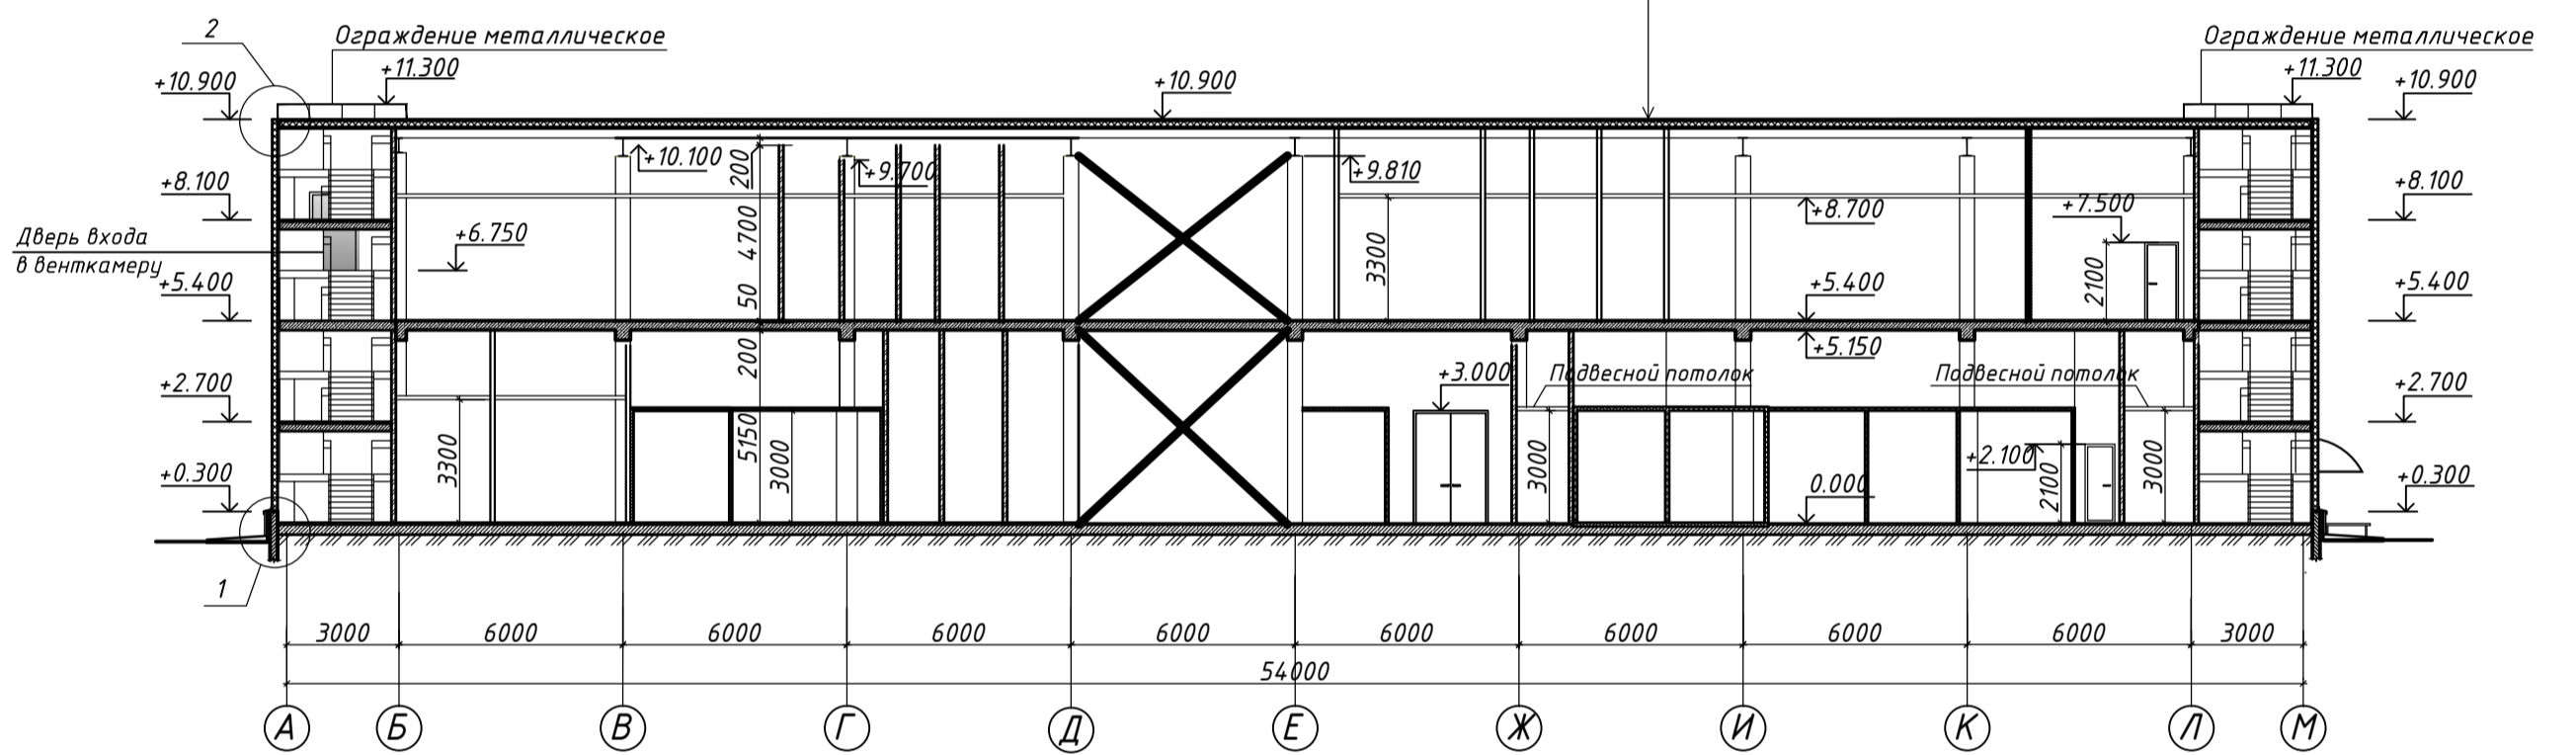 2
Ограждение металлическое
Ограждение металлическое
+10.900
+11.300
+10.900
+11.300
+10.900
+10.100
200
+9.700
+9.810
+8.100
+8.100
+8.700
+7.500
Дверь входа
в венткамеру
+6.750
4700
3300
2100
+5.400
50
+5.400
+5.400
200
+5.150
+2.700
+3.000
Подвесной потолок
Подвесной потолок
+2.700
3300
5150
3000
3000
+2.100
2100
3000
+0.300
0.000
+0.300
1
3000
6000
6000
6000
6000
6000
6000
6000
6000
3000
54000
А
Б
В
Г
Д
Е
Ж
И
К
Л
М